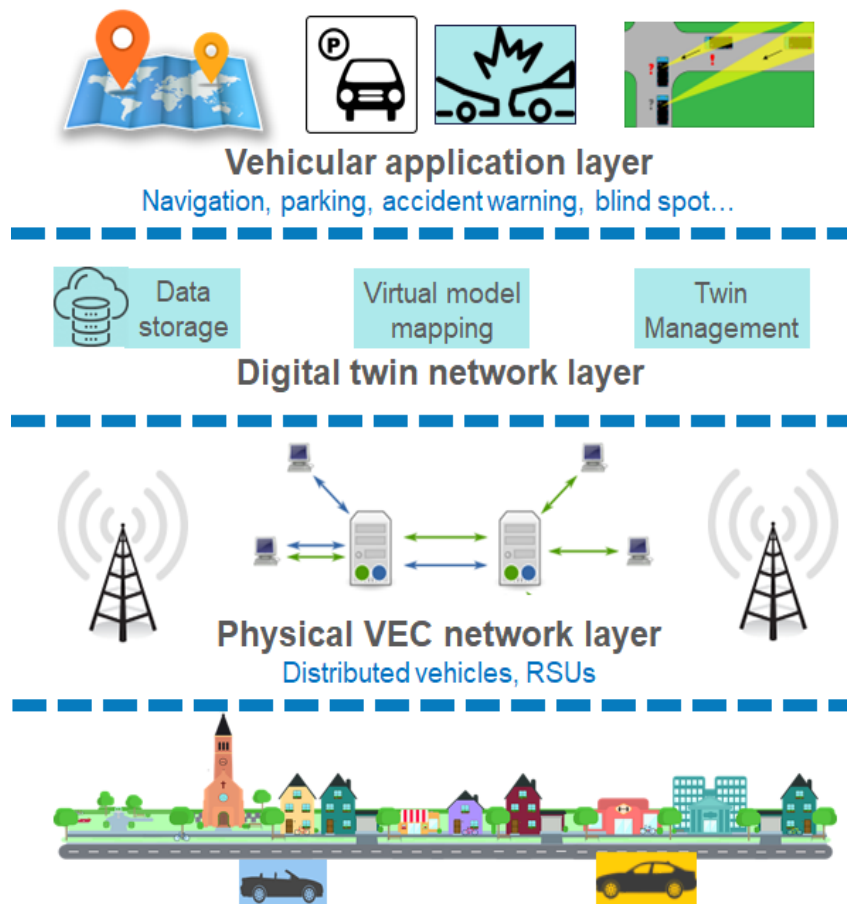 P
Vehicular application layer
Navigation, parking, accident warning, blind spot...
Data
storage
Virtual model
mapping
Twin
Management
Digital twin network layer
Physical VEC network layer
Distributed vehicles, RSUs